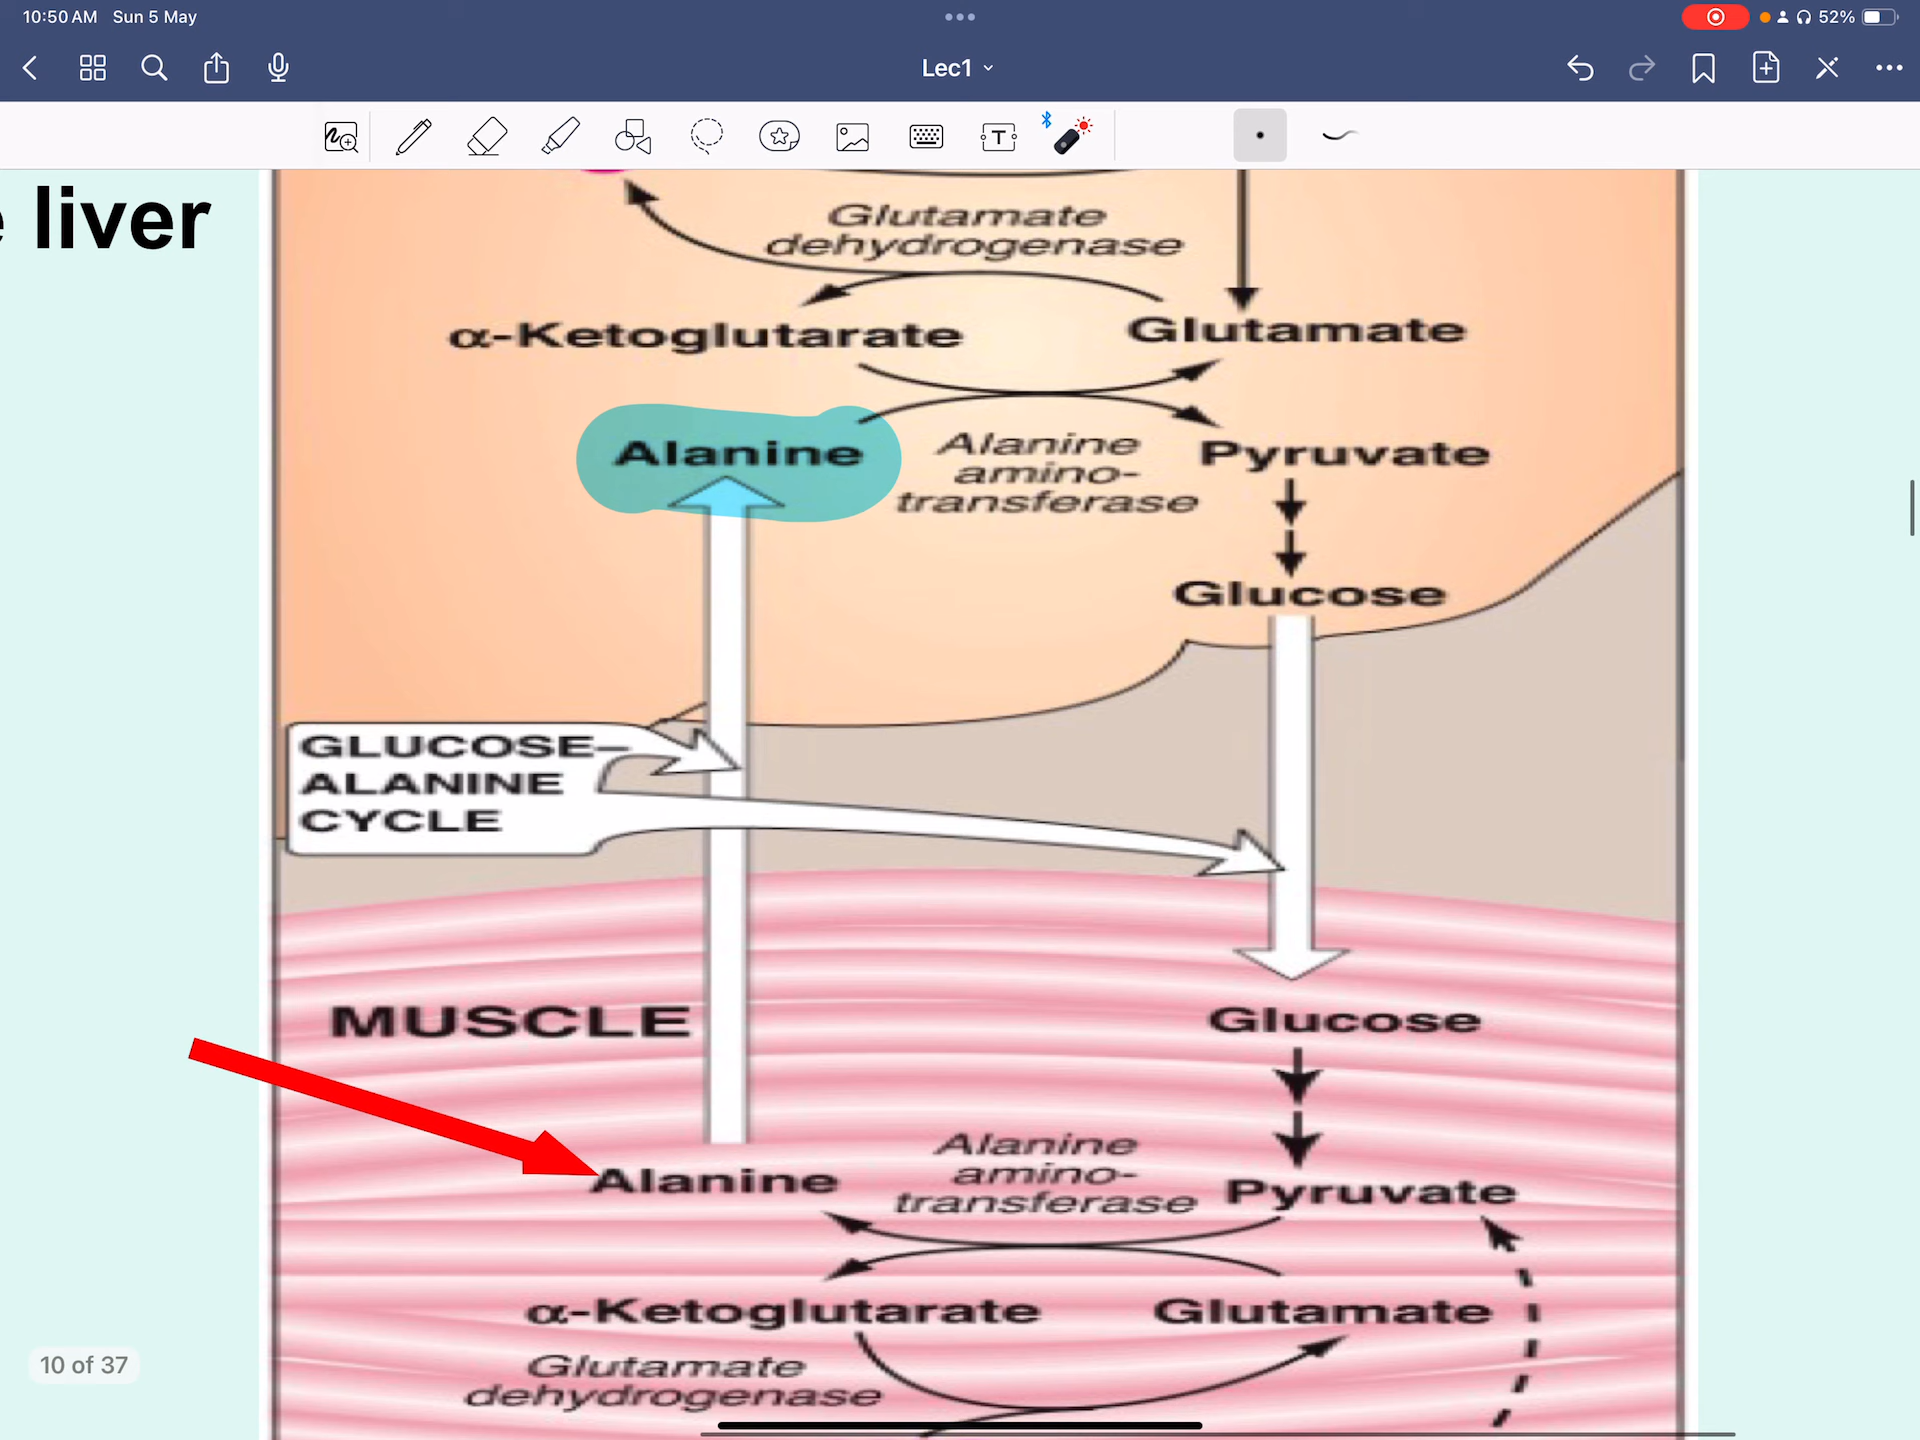 10:50 AM Sun 5 May
52%
Lec1
T
e liver
Glutamate
dehydrogenase
α-Ketoglutarate
Glutamate
Alanine
Alanine
amino-
transferase
Pyruvate
Glucose
GLUCOSE–
ALANINE
CYCLE
MUSCLE
Glucose
Alanine
Alanine
amino-
transferase
Pyruvate
α-Ketoglutarate
Glutamate
Glutamate
dehydrogenase
10 of 37